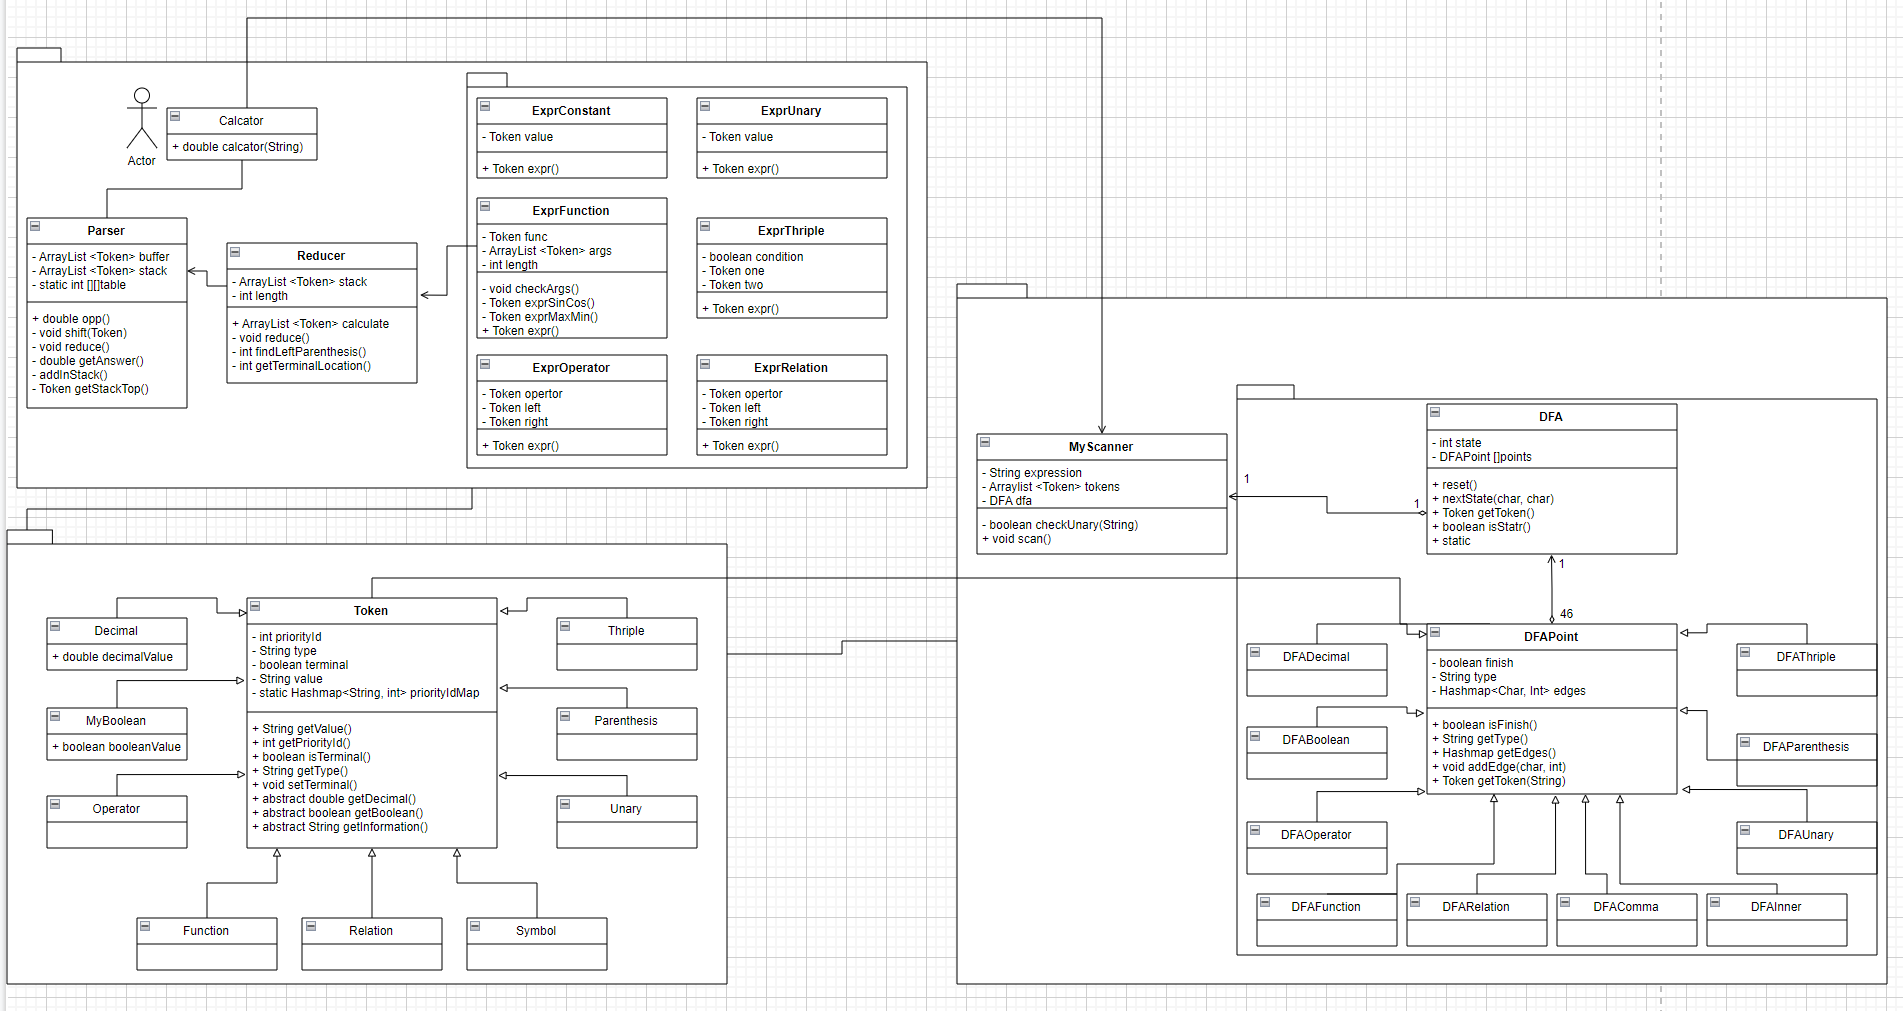 Actor
Calcator
+ double calcator(String)
Parser
- ArrayList <Token> buffer
- ArrayList <Token> stack
- static int [][]table
+ double opp()
- void shift(Token)
- void reduce()
- double getAnswer()
- addInStack()
- Token getStackTop()
Reducer
- ArrayList <Token> stack
- int length
+ ArrayList <Token> calculate
- void reduce()
- int findLeftParenthesis()
- int getTerminalLocation()
ExprConstant
- Token value
+ Token expr()
ExprUnary
- Token value
+ Token expr()
ExprFunction
- Token func
- ArrayList <Token> args
- int length
- void checkArgs()
- Token exprSinCos()
- Token exprMaxMin()
+ Token expr()
ExprThriple
- boolean condition
- Token one
- Token two
+ Token expr()
ExprOperator
- Token opertor
- Token left
- Token right
+ Token expr()
ExprRelation
- Token opertor
- Token left
- Token right
+ Token expr()
MyScanner
- String expression
- Arraylist <Token> tokens
- DFA dfa
- boolean checkUnary(String)
+ void scan()
1
1
DFA
- int state
- DFAPoint []points
+ reset()
+ nextState(char, char)
+ Token getToken()
+ boolean isStatr()
+ static
1
46
DFAPoint
- boolean finish
- String type
- Hashmap<Char, Int> edges
+ boolean isFinish()
+ String getType()
+ Hashmap getEdges()
+ void addEdge(char, int)
+ Token getToken(String)
DFADecimal
DFABoolean
DFAOperator
DFAThriple
DFAParenthesis
DFAUnary
DFAFunction
DFARelation
DFAComma
DFAInner
Token
- int priorityId
- String type
- boolean terminal
- String value
- static Hashmap<String, int> priorityIdMap
+ String getValue()
+ int getPriorityId()
+ boolean isTerminal()
+ String getType()
+ void setTerminal()
+ abstract double getDecimal()
+ abstract boolean getBoolean()
+ abstract String getInformation()
Decimal
+ double decimalValue
MyBoolean
+ boolean booleanValue
Operator
Thriple
Parenthesis
Unary
Function
Relation
Symbol